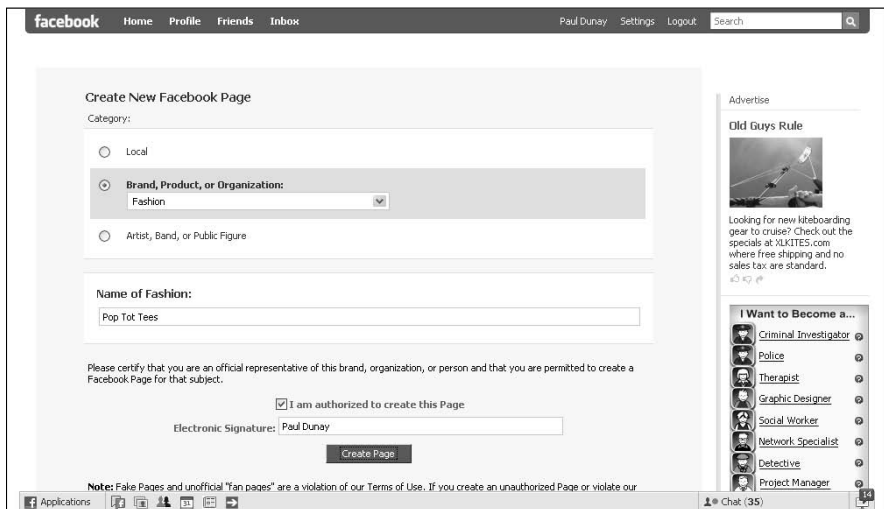 facebook Home Profile Friends Inbox Paul Dunay Settings Logout Search
Create New Facebook Page
Category:
Local
Brand, Product, or Organization:
Fashion
Artist, Band, or Public Figure
Name of Fashion:
Pop Tot Tees
Please certify that you are an official representative of this brand, organization, or person and that you are permitted to create a
Facebook Page for that subject.
I am authorized to create this Page
Electronic Signature: Paul Dunay
Create Page
Note: Fake Pages and unofficial "fan pages" are a violation of our Terms of Use. If you create an unauthorized Page or violate our
Advertise
Old Guys Rule
Looking for new kiteboarding
gear to cruise? Check out the
specials at XLKITES.com
where free shipping and no
sales tax are standard.
I Want to Become a...
Criminal Investigator
Police
Therapist
Graphic Designer
Social Worker
Network Specialist
Detective
Project Manager
Applications 31 Chat (35) 14